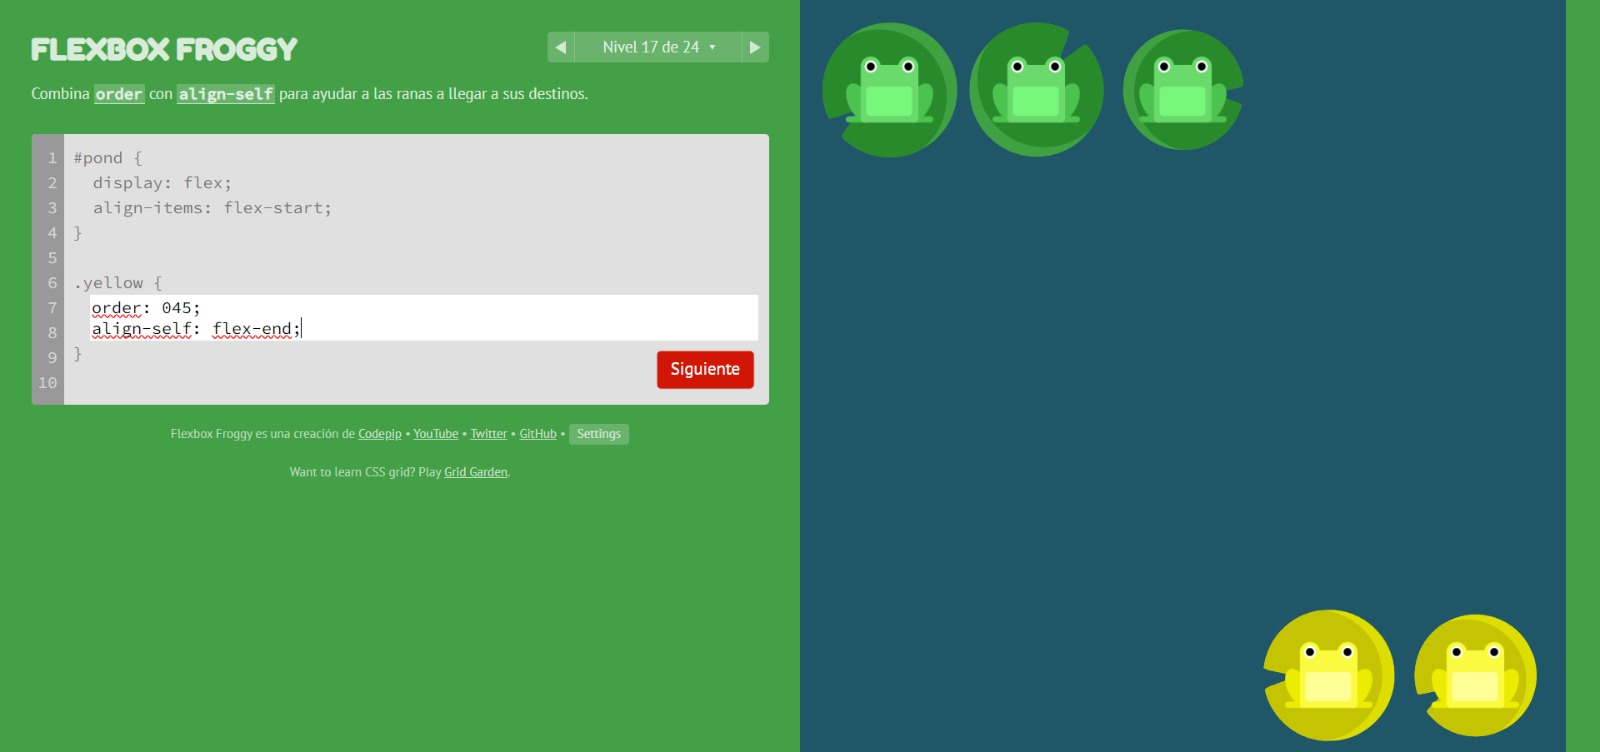 FLEXBOX FROGGY
◀ Nivel 17 de 24 ▾ ▶
Combina order con align-self para ayudar a las ranas a llegar a sus destinos.
1 #pond {
2 display: flex;
3 align-items: flex-start;
4 }
5
6 .yellow {
7 order: 045;
8 align-self: flex-end;
9 }
10
Siguiente
Flexbox Froggy es una creación de Codepip • YouTube • Twitter • GitHub • Settings
Want to learn CSS grid? Play Grid Garden.